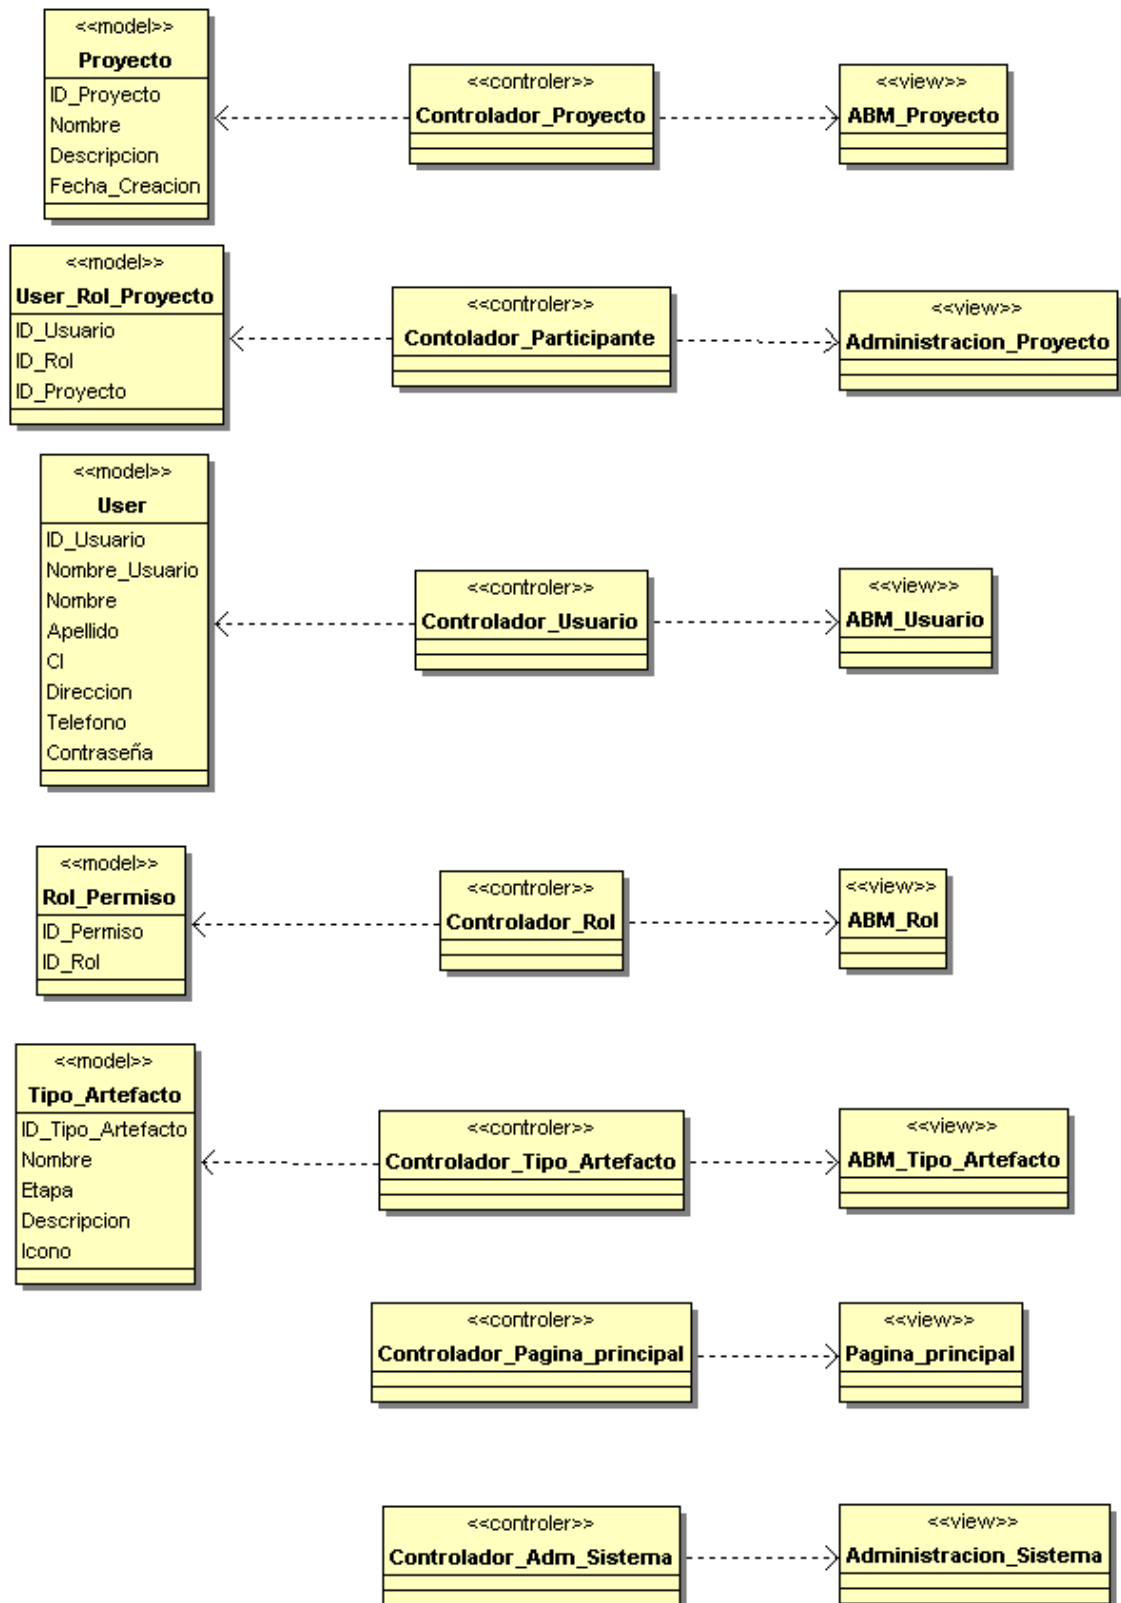 <<model>>
Proyecto
ID_Proyecto
Nombre
Descripcion
Fecha_Creacion
<<controler>>
Controlador_Proyecto
<<view>>
ABM_Proyecto
<<model>>
User_Rol_Proyecto
ID_Usuario
ID_Rol
ID_Proyecto
<<controler>>
Contolador_Participante
<<view>>
Administracion_Proyecto
<<model>>
User
ID_Usuario
Nombre_Usuario
Nombre
Apellido
CI
Direccion
Telefono
Contraseña
<<controler>>
Controlador_Usuario
<<view>>
ABM_Usuario
<<model>>
Rol_Permiso
ID_Permiso
ID_Rol
<<controler>>
Controlador_Rol
<<view>>
ABM_Rol
<<model>>
Tipo_Artefacto
ID_Tipo_Artefacto
Nombre
Etapa
Descripcion
Icono
<<controler>>
Controlador_Tipo_Artefacto
<<view>>
ABM_Tipo_Artefacto
<<controler>>
Controlador_Pagina_principal
<<view>>
Pagina_principal
<<controler>>
Controlador_Adm_Sistema
<<view>>
Administracion_Sistema